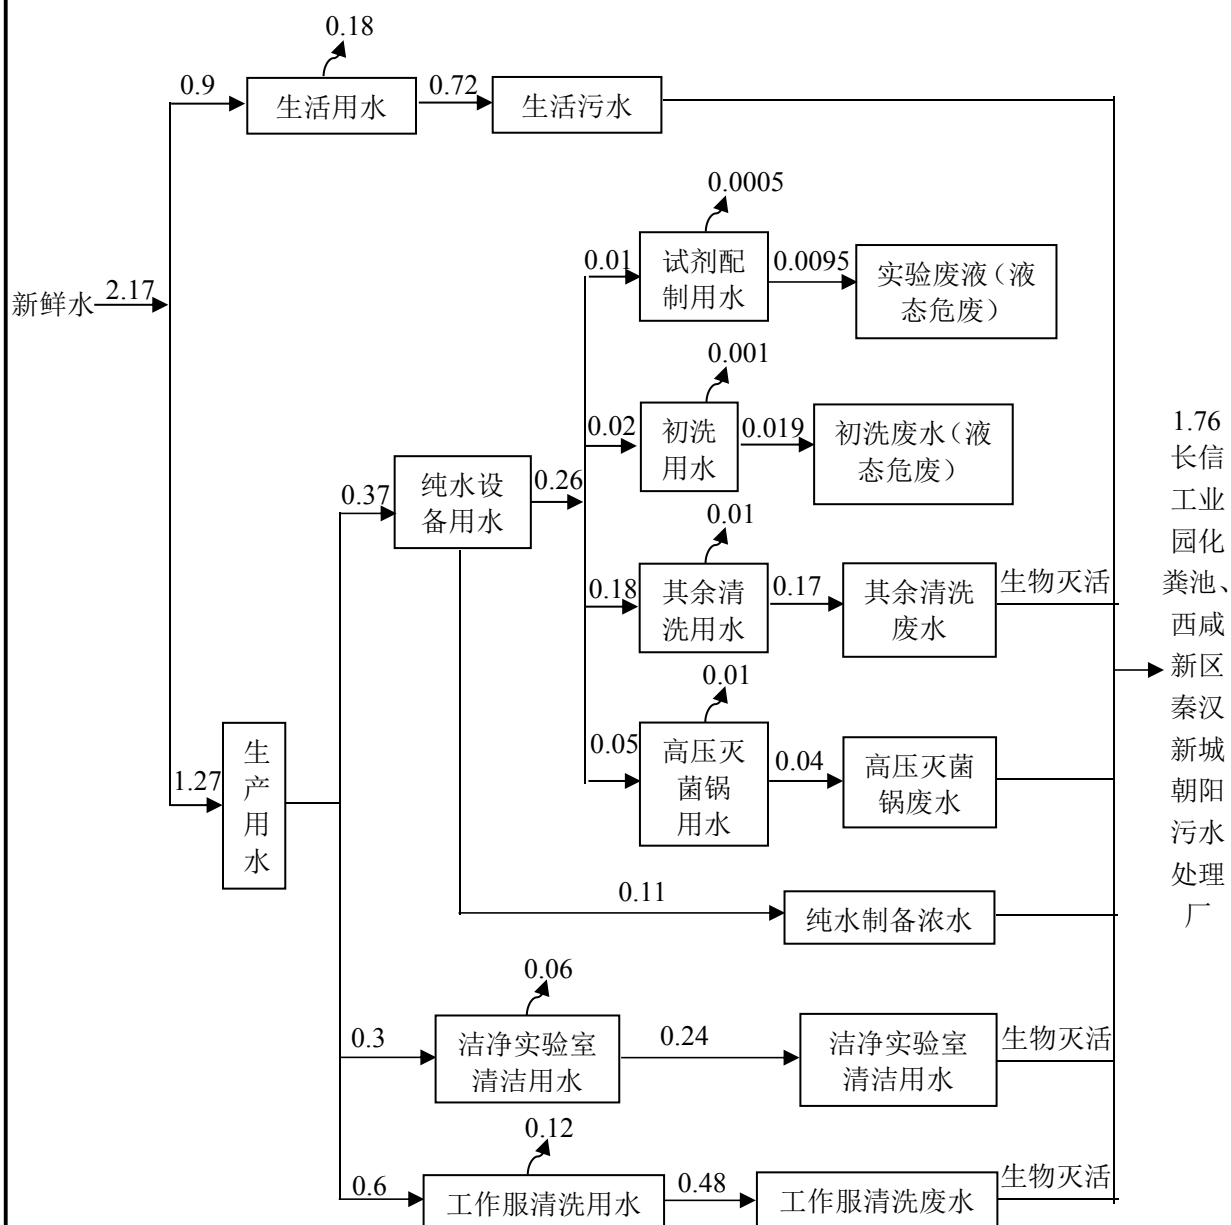 0.18
0.9
生活用水
0.72
生活污水
0.0005
0.01
试剂配
制用水
0.0095
实验废液（液
态危废）
新鲜水
2.17
0.001
0.02
初洗
用水
0.019
初洗废水（液
态危废）
0.37
纯水设
备用水
0.26
0.01
0.18
其余清
洗用水
0.17
其余清洗
废水
生物灭活
0.01
0.05
高压灭
菌锅
用水
0.04
高压灭菌
锅废水
1.27
生
产
用
水
0.11
纯水制备浓水
0.06
0.3
洁净实验室
清洁用水
0.24
洁净实验室
清洁用水
生物灭活
0.12
0.6
工作服清洗用水
0.48
工作服清洗废水
生物灭活
1.76
长信
工业
园化
粪池、
西咸
新区
秦汉
新城
朝阳
污水
处理
厂